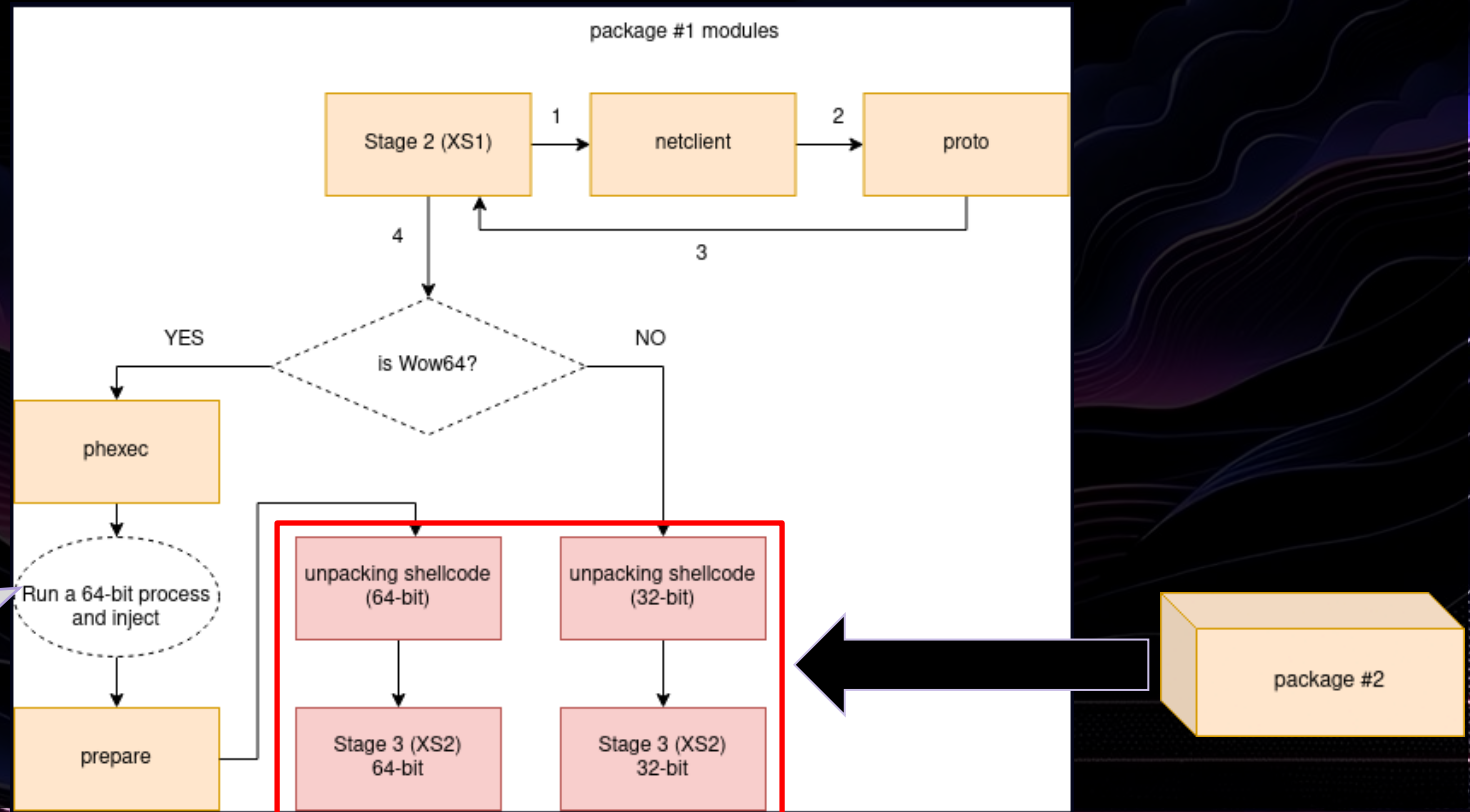 package #1 modules
Stage 2 (XS1)
1
netclient
2
proto
4
3
YES
is Wow64?
NO
phexec
Run a 64-bit process
and inject
unpacking shellcode
(64-bit)
unpacking shellcode
(32-bit)
package #2
prepare
Stage 3 (XS2)
64-bit
Stage 3 (XS2)
32-bit